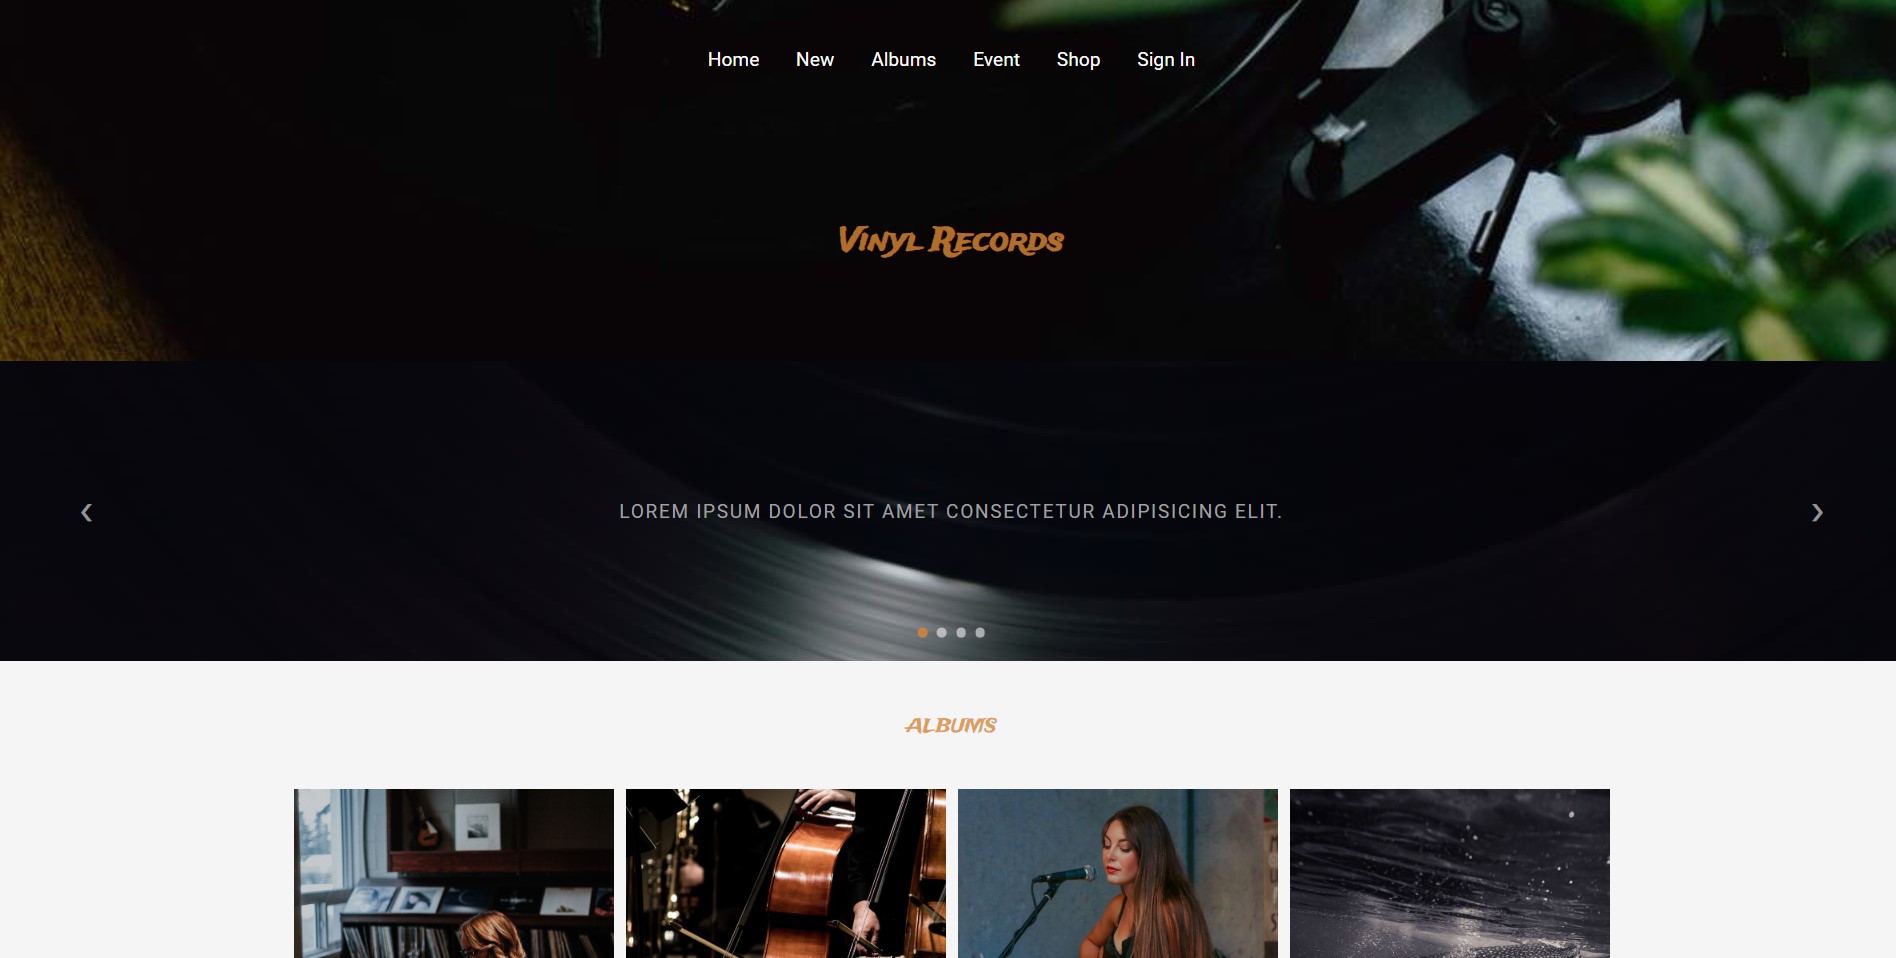 Home New Albums Event Shop Sign In
Vinyl Records
LOREM IPSUM DOLOR SIT AMET CONSECTETUR ADIPISICING ELIT.
ALBUMS